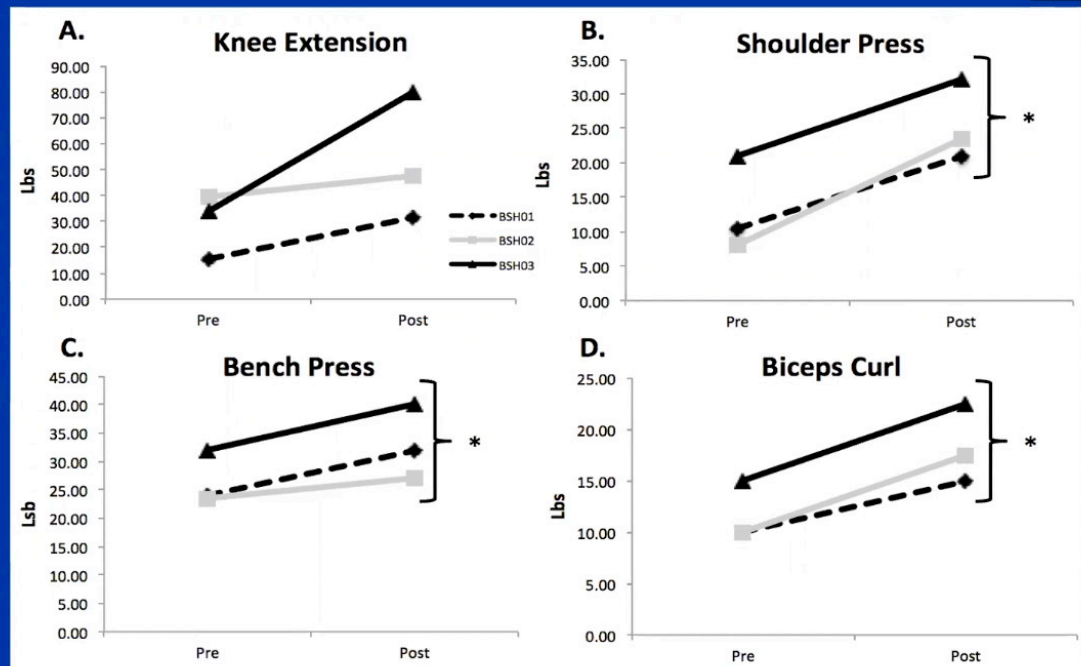 A.
Knee Extension
90.00
80.00
70.00
60.00
50.00
40.00
30.00
20.00
10.00
0.00
Lbs
Pre
Post
BSH01
BSH02
BSH03
B.
Shoulder Press
35.00
30.00
25.00
20.00
15.00
10.00
5.00
0.00
Lbs
Pre
Post
*
C.
Bench Press
45.00
40.00
35.00
30.00
25.00
20.00
15.00
10.00
5.00
0.00
Lsb
Pre
Post
*
D.
Biceps Curl
25.00
20.00
15.00
10.00
5.00
0.00
Lbs
Pre
Post
*